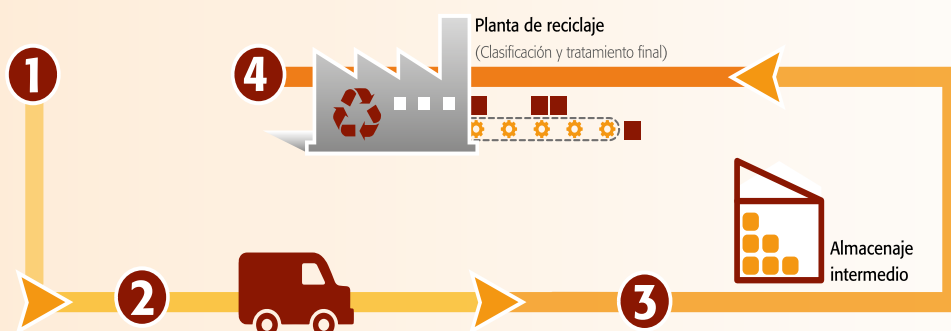 1
4
Planta de reciclaje
(Clasificación y tratamiento final)
Almacenaje
intermedio
2
3